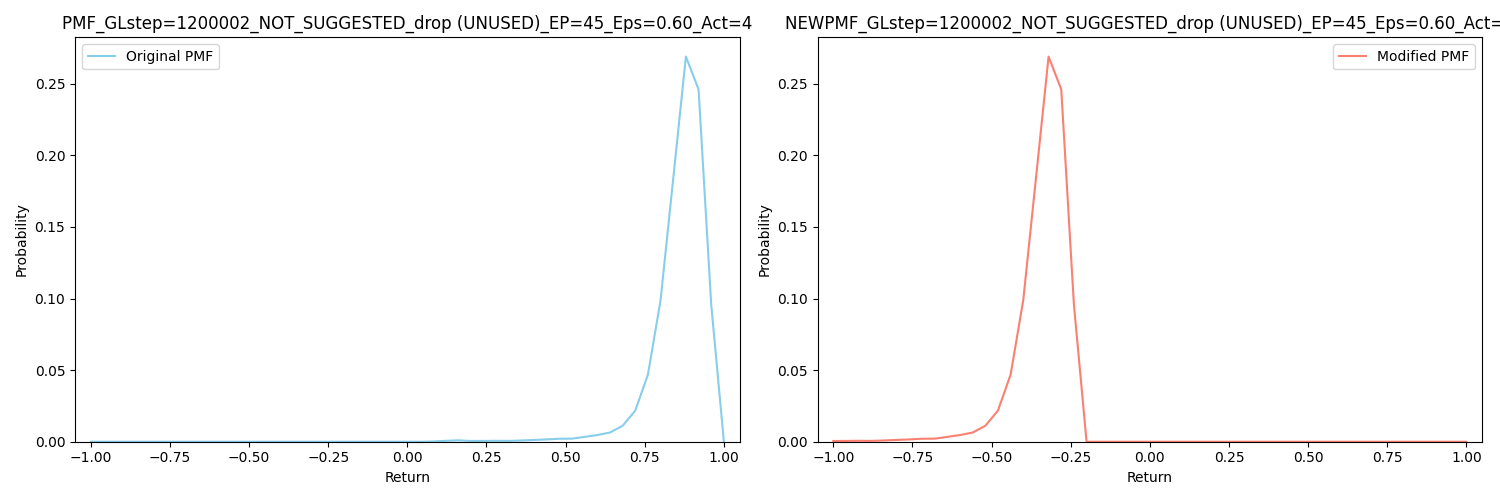 PMF_GLstep=1200002_NOT_SUGGESTED_drop (UNUSED)_EP=45_Eps=0.60_Act=4
Original PMF
0.25
0.20
0.15
0.10
0.05
0.00
Probability
−1.00 −0.75 −0.50 −0.25 0.00 0.25 0.50 0.75 1.00
Return
NEWPMF_GLstep=1200002_NOT_SUGGESTED_drop (UNUSED)_EP=45_Eps=0.60_Act=
Modified PMF
0.25
0.20
0.15
0.10
0.05
0.00
Probability
−1.00 −0.75 −0.50 −0.25 0.00 0.25 0.50 0.75 1.00
Return